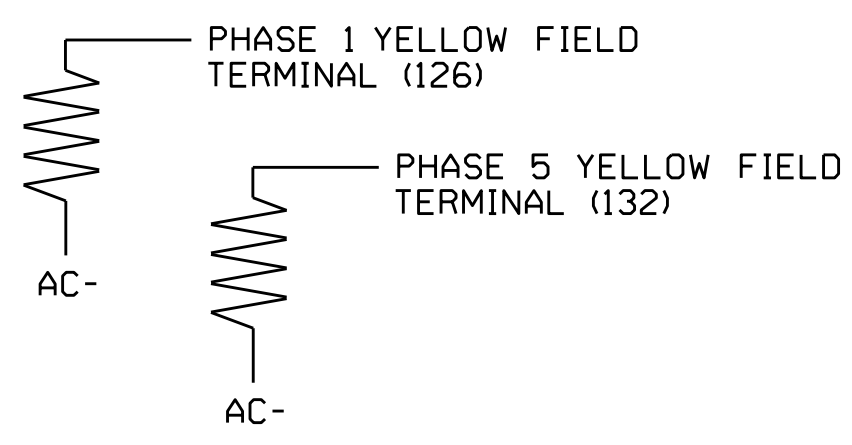 PHASE 1 YELLOW FIELD
TERMINAL (126)
AC-
PHASE 5 YELLOW FIELD
TERMINAL (132)
AC-